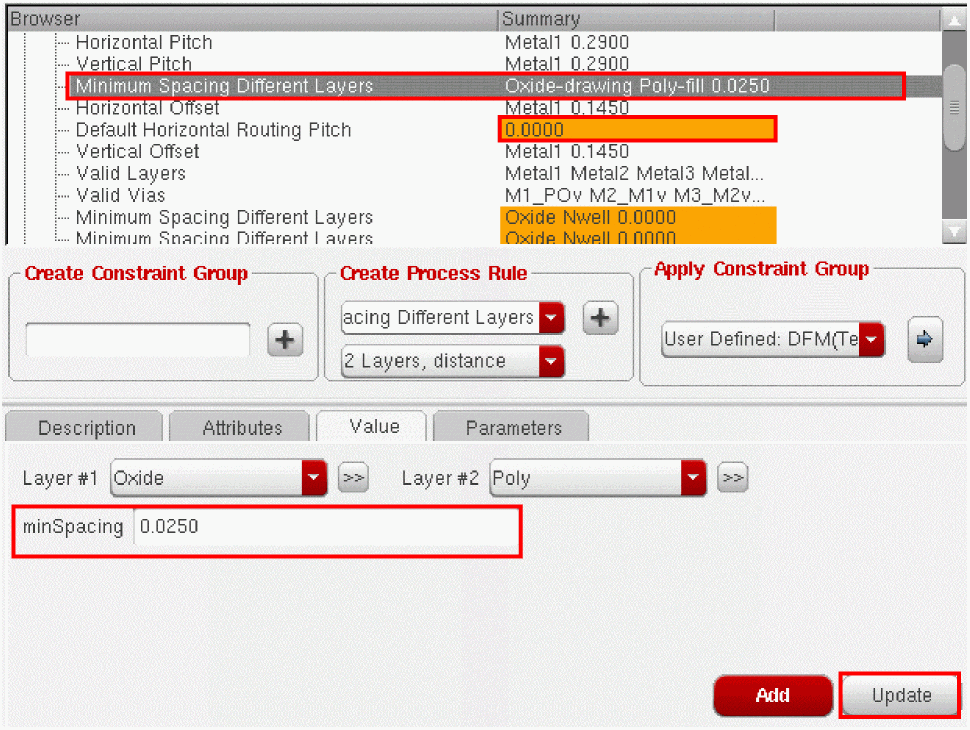 Browser Summary
Horizontal Pitch Metal1 0.2900
Vertical Pitch Metal1 0.2900
Minimum Spacing Different Layers Oxide-drawing Poly-fill 0.0250
Horizontal Offset Metal1 0.1450
Default Horizontal Routing Pitch 0.0000
Vertical Offset Metal1 0.1450
Valid Layers Metal1 Metal2 Metal3 Metal...
Valid Vias M1_POv M2_M1v M3_M2v...
Minimum Spacing Different Layers Oxide Nwell 0.0000
Minimum Spacing Different Layers Oxide Nwell 0.0000
Create Constraint Group Create Process Rule Apply Constraint Group
acing Different Layers
User Defined: DFM(Te
2 Layers, distance
Description Attributes Value Parameters
Layer #1 Oxide >> Layer #2 Poly >>
minSpacing 0.0250
Add Update